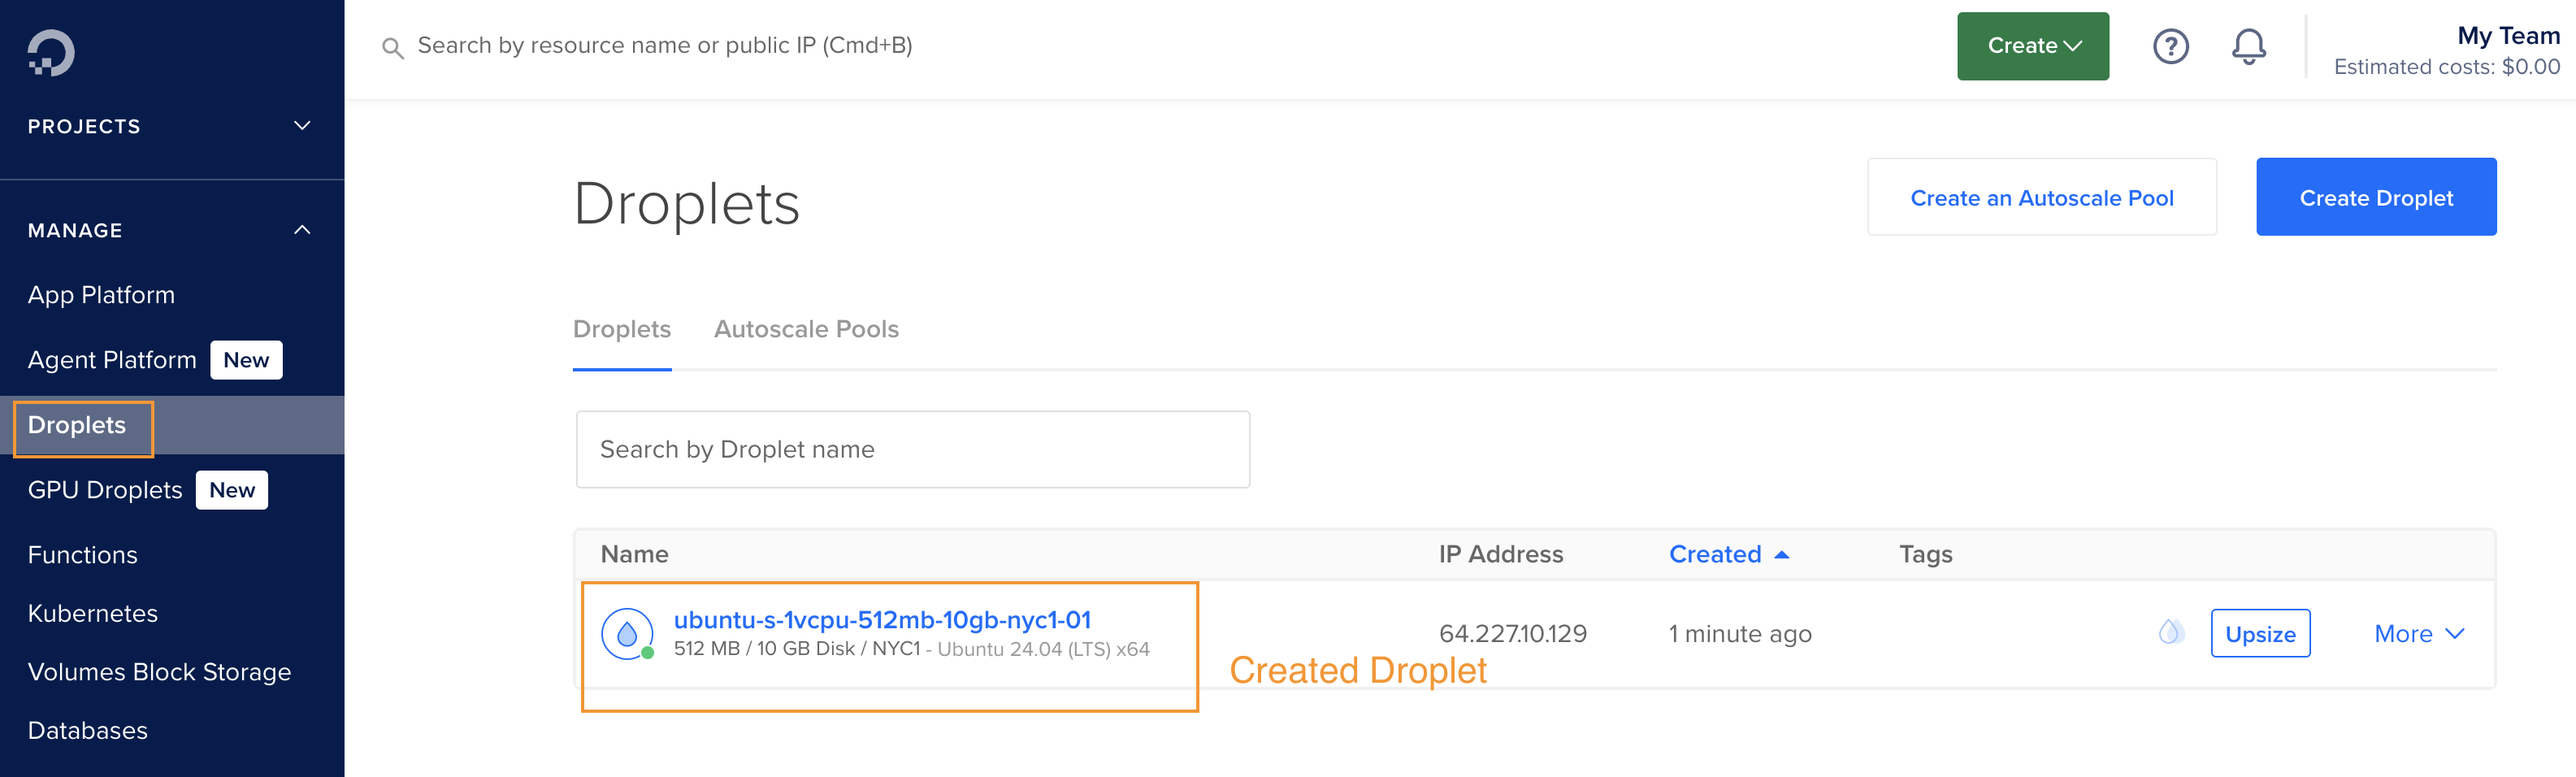 Search by resource name or public IP (Cmd+B)
Create
?
My Team
Estimated costs: $0.00
PROJECTS
MANAGE
App Platform
Agent Platform New
Droplets
GPU Droplets New
Functions
Kubernetes
Volumes Block Storage
Databases
Droplets
Create an Autoscale Pool
Create Droplet
Droplets Autoscale Pools
Search by Droplet name
Name IP Address Created Tags
ubuntu-s-1vcpu-512mb-10gb-nyc1-01
512 MB / 10 GB Disk / NYC1 - Ubuntu 24.04 (LTS) x64
64.227.10.129 1 minute ago Upsize More
Created Droplet